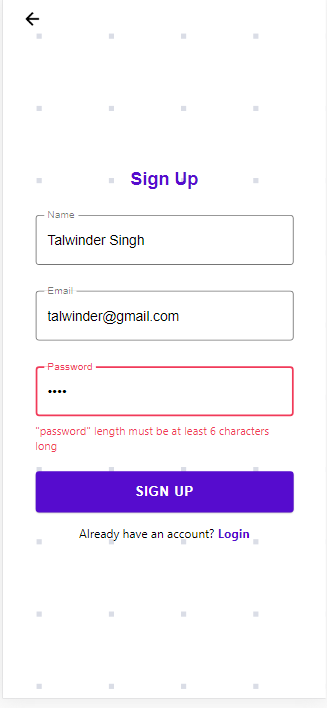 Sign Up
Name
Talwinder Singh
Email
talwinder@gmail.com
Password
••••
"password" length must be at least 6 characters
long
SIGN UP
Already have an account? Login